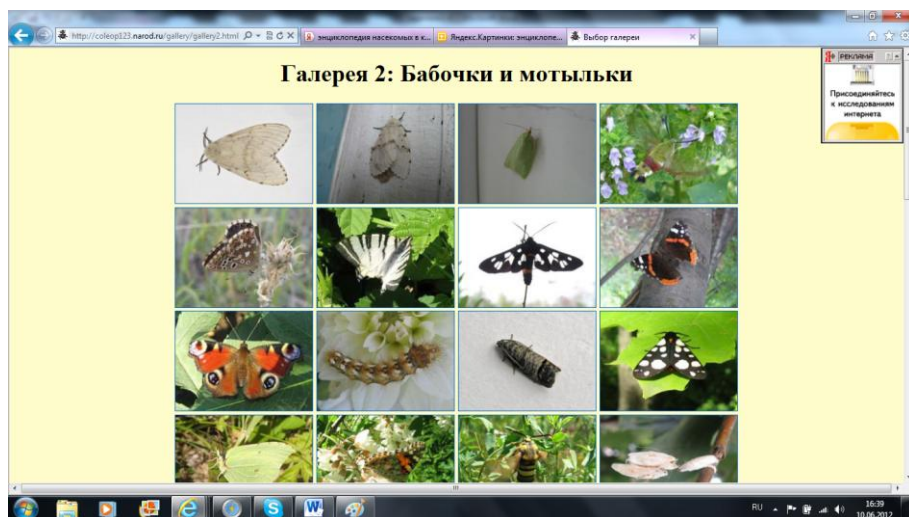 http://coleop123.narod.ru/gallery/gallery2.html
энциклопедия насекомых в к...
Яндекс.Картинки: энциклопе...
Выбор галереи
Галерея 2: Бабочки и мотыльки
РЕКЛАМА
Присоединяйтесь
к исследованиям
интернета
RU
16:39
10.06.2012